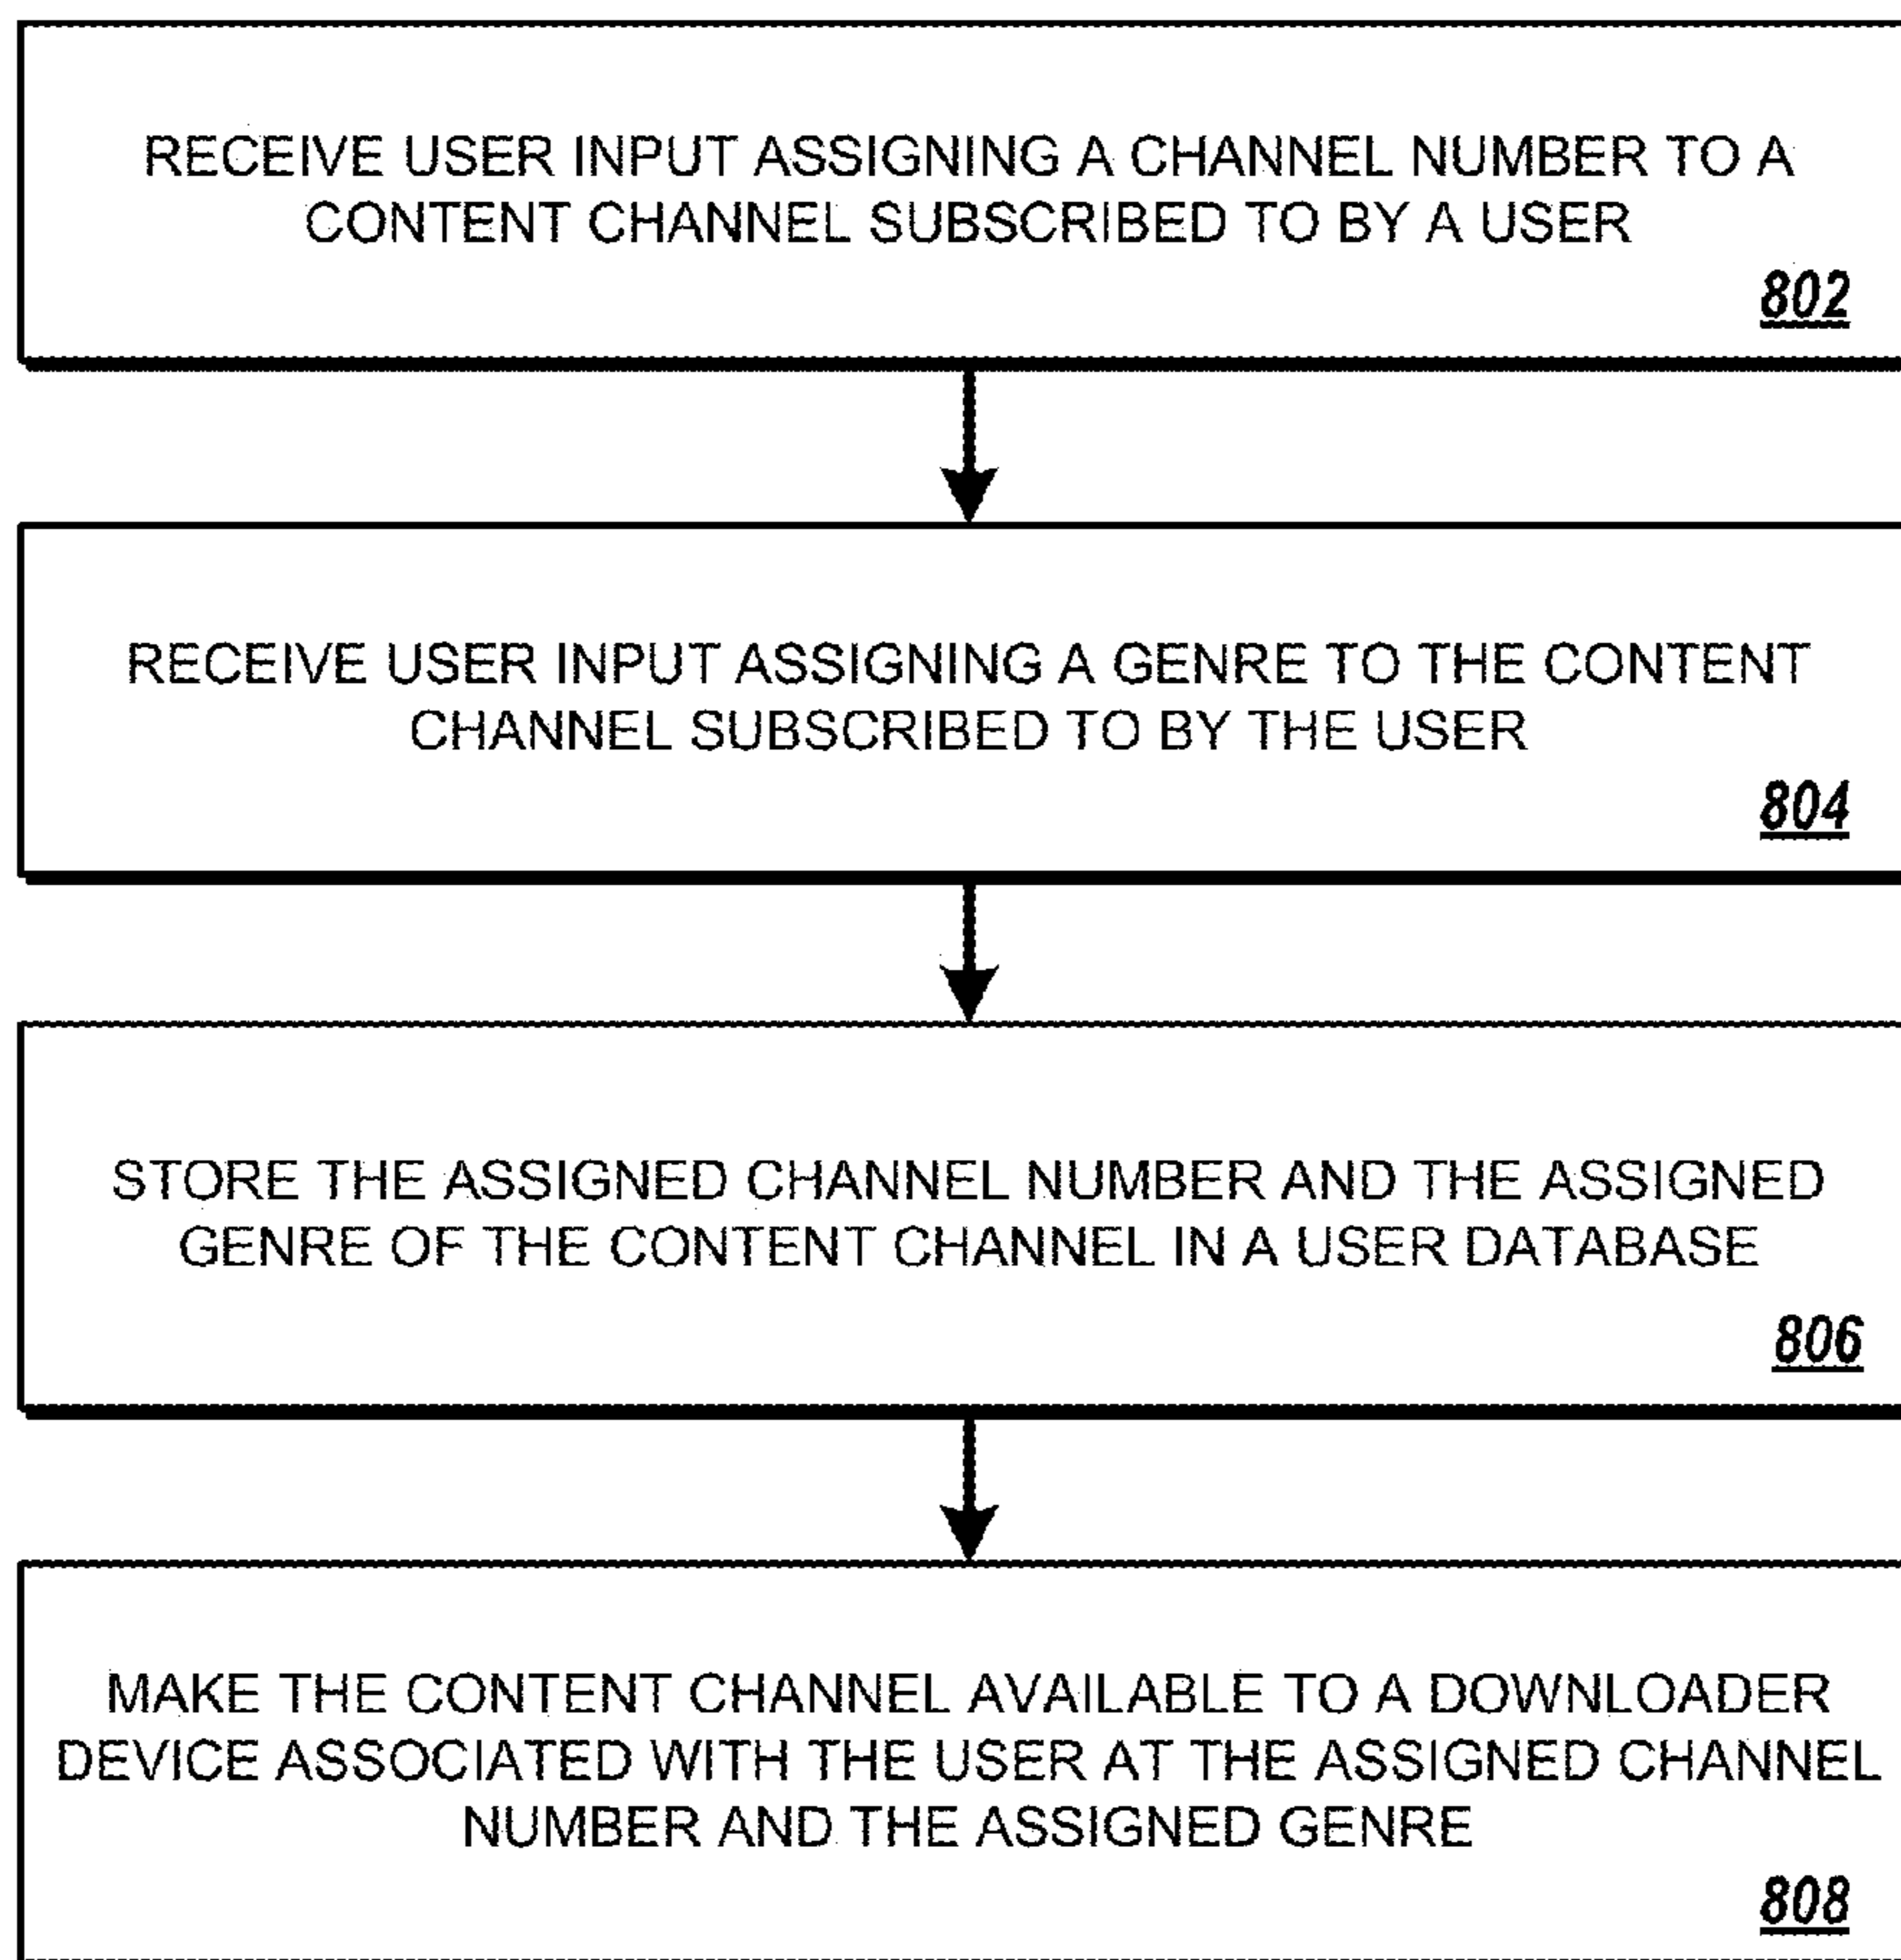 RECEIVE USER INPUT ASSIGNING A CHANNEL NUMBER TO A
CONTENT CHANNEL SUBSCRIBED TO BY A USER
802
RECEIVE USER INPUT ASSIGNING A GENRE TO THE CONTENT
CHANNEL SUBSCRIBED TO BY THE USER
804
STORE THE ASSIGNED CHANNEL NUMBER AND THE ASSIGNED
GENRE OF THE CONTENT CHANNEL IN A USER DATABASE
806
MAKE THE CONTENT CHANNEL AVAILABLE TO A DOWNLOADER
DEVICE ASSOCIATED WITH THE USER AT THE ASSIGNED CHANNEL
NUMBER AND THE ASSIGNED GENRE
808